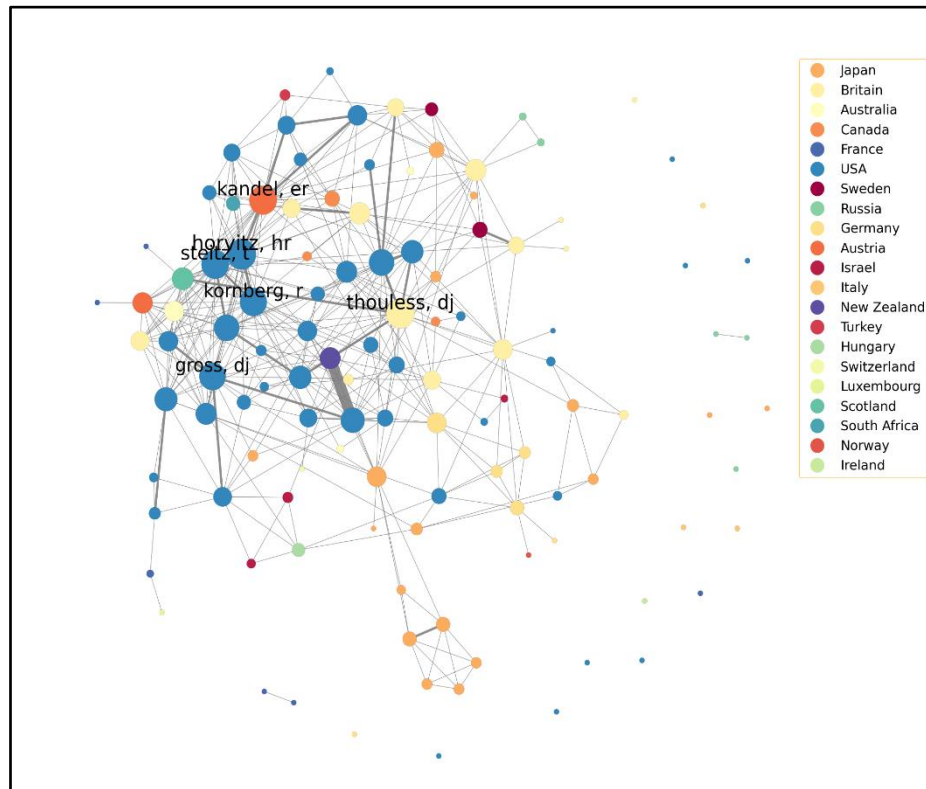 kandel, er
horvitz, hr
steitz, t
kornberg, r
thouless, dj
gross, dj
Japan
Britain
Australia
Canada
France
USA
Sweden
Russia
Germany
Austria
Israel
Italy
New Zealand
Turkey
Hungary
Switzerland
Luxembourg
Scotland
South Africa
Norway
Ireland